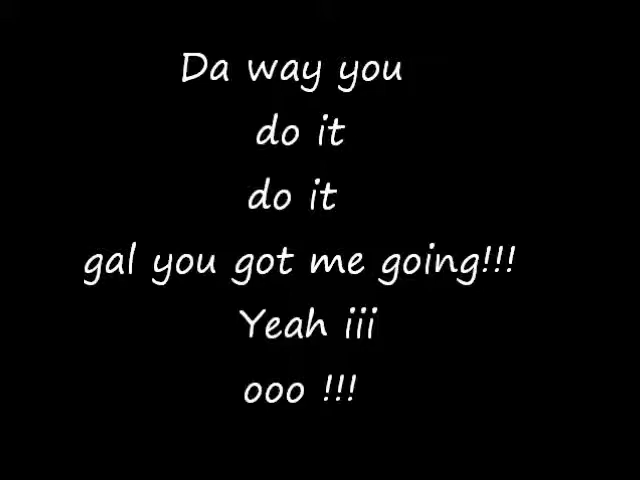 Da way you
do it
do it
gal you got me going!!!
Yeah iii
ooo !!!